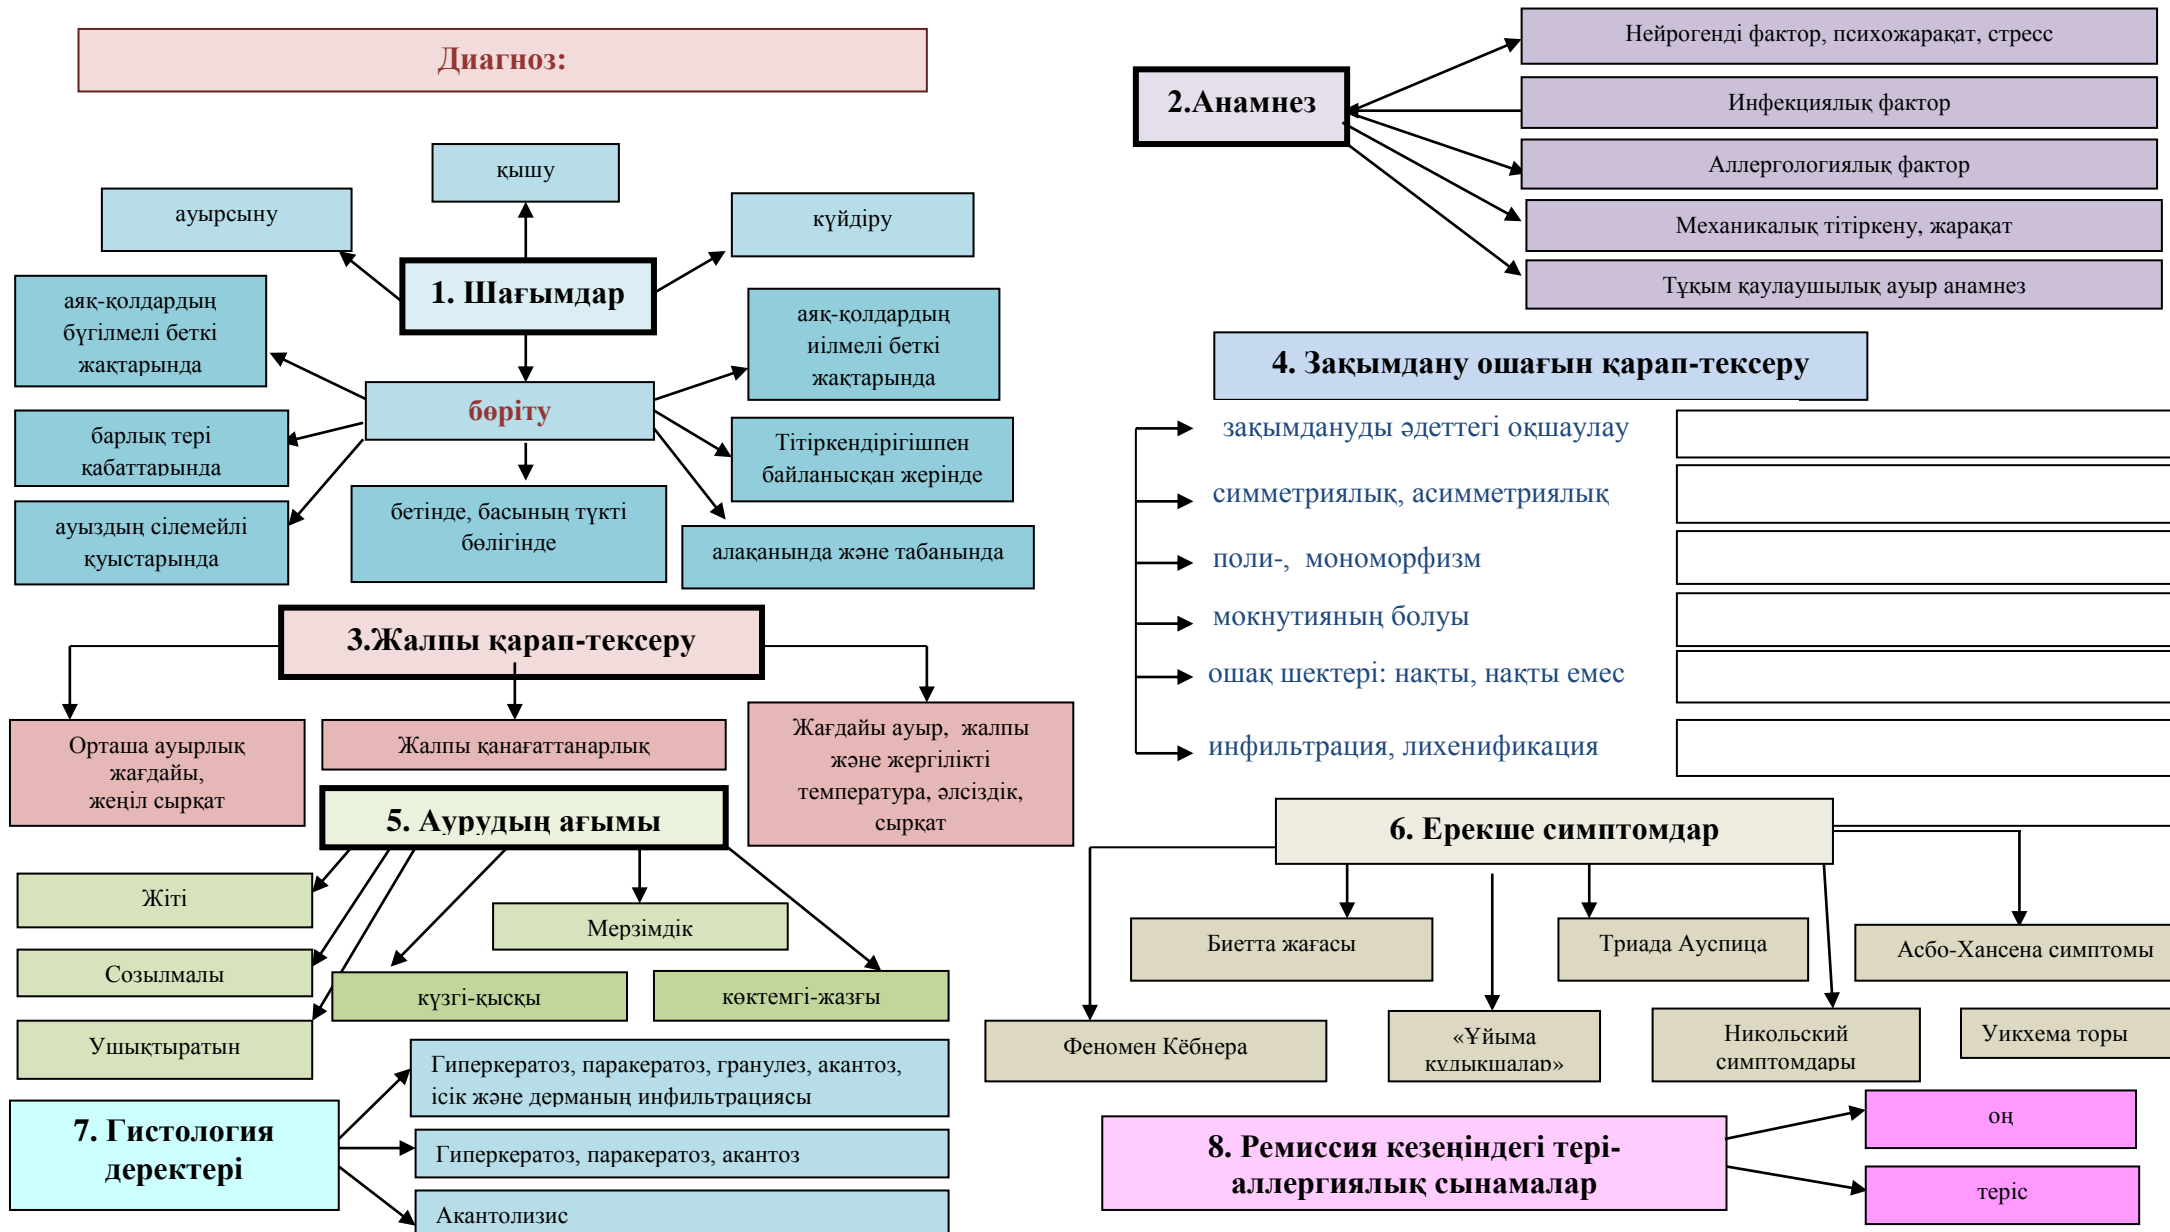 Диагноз:
қышу
ауырсыну
күйдіру
1. Шағымдар
аяқ-қолдардың
бүгілмелі беткі
жақтарында
аяқ-қолдардың
иілмелі беткі
жақтарында
бөріту
барлық тері
қабаттарында
Тітіркендірігішпен
байланысқан жерінде
ауыздың сілемейлі
қуыстарында
бетінде, басының түкті
бөлігінде
алақанында және табанында
2.Анамнез
Нейрогенді фактор, психожарақат, стресс
Инфекциялық фактор
Аллергологиялық фактор
Механикалық тітіркену, жарақат
Тұқым қаулаушылық ауыр анамнез
3.Жалпы қарап-тексеру
Орташа ауырлық
жағдайы,
жеңіл сырқат
Жалпы қанағаттанарлық
Жағдайы ауыр, жалпы
және жергілікті
температура, әлсіздік,
сырқат
4. Зақымдану ошағын қарап-тексеру
зақымдануды әдеттегі оқшаулау
симметриялық, асимметриялық
поли-, мономорфизм
мокнутияның болуы
ошақ шектері: нақты, нақты емес
инфильтрация, лихенификация
5. Аурудың ағымы
Жіті
Мерзімдік
Созылмалы
күзгі-қысқы
көктемгі-жазғы
Ушықтыратын
6. Ерекше симптомдар
Биетта жағасы
Триада Ауспица
Асбо-Хансена симптомы
Феномен Кёбнера
«Ұйыма
құдықшалар»
Никольский
симптомдары
Уикхема торы
7. Гистология
деректері
Гиперкератоз, паракератоз, гранулез, акантоз,
ісік және дерманың инфильтрациясы
Гиперкератоз, паракератоз, акантоз
Акантолизис
8. Ремиссия кезеңіндегі тері-
аллергиялық сынамалар
оң
теріс